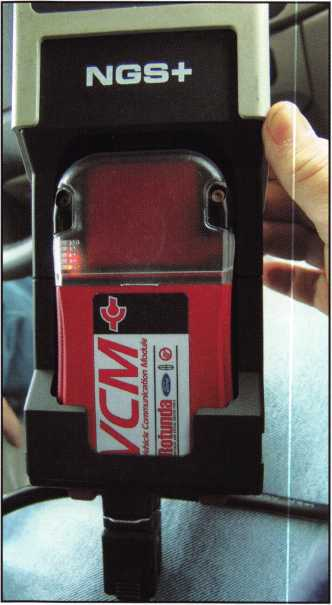 NGS+
VCM
Vehicle Communication Module
Rotunda